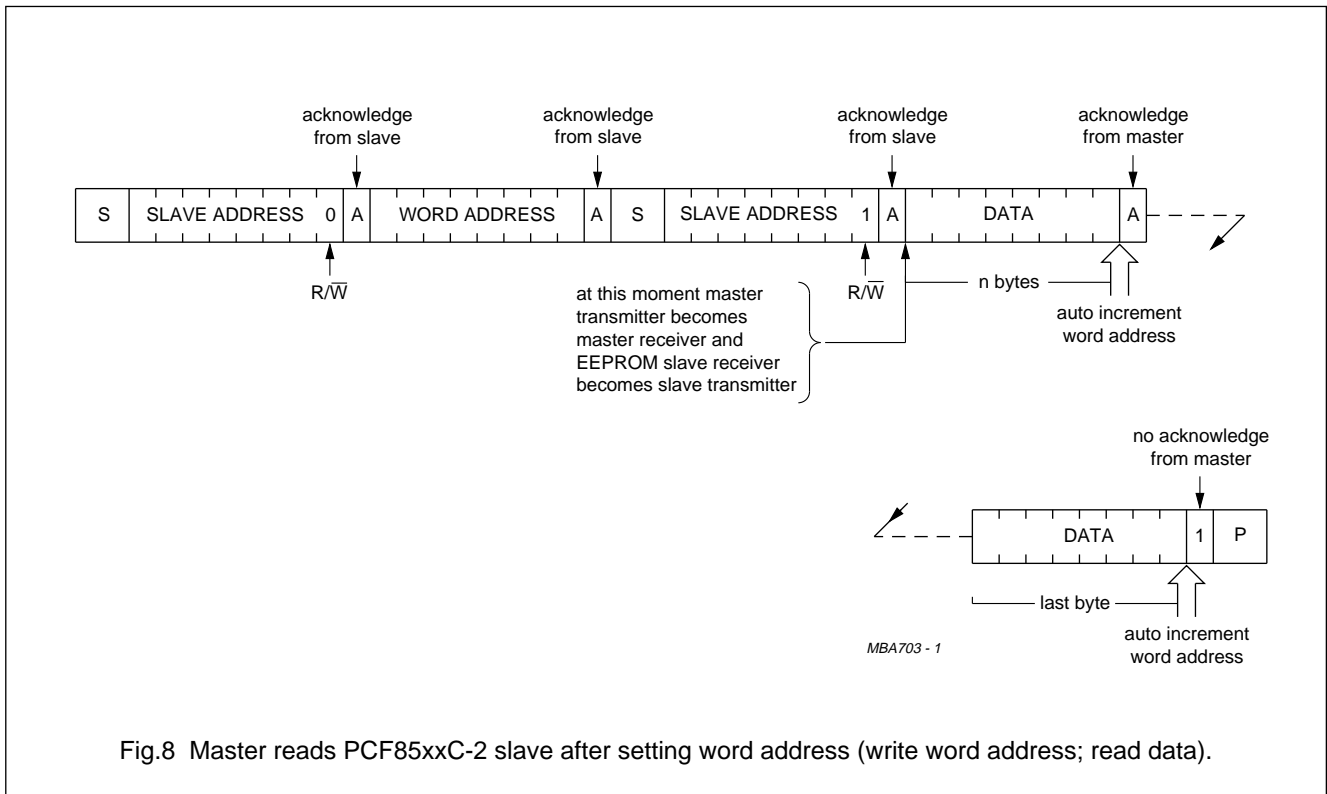 acknowledge
from slave
acknowledge
from slave
acknowledge
from slave
acknowledge
from master
S SLAVE ADDRESS 0 A WORD ADDRESS A S SLAVE ADDRESS 1 A DATA A
R/W̅
R/W̅
n bytes
at this moment master
transmitter becomes
master receiver and
EEPROM slave receiver
becomes slave transmitter
auto increment
word address
no acknowledge
from master
DATA 1 P
last byte
auto increment
word address
MBA703 - 1
Fig.8 Master reads PCF85xxC-2 slave after setting word address (write word address; read data).